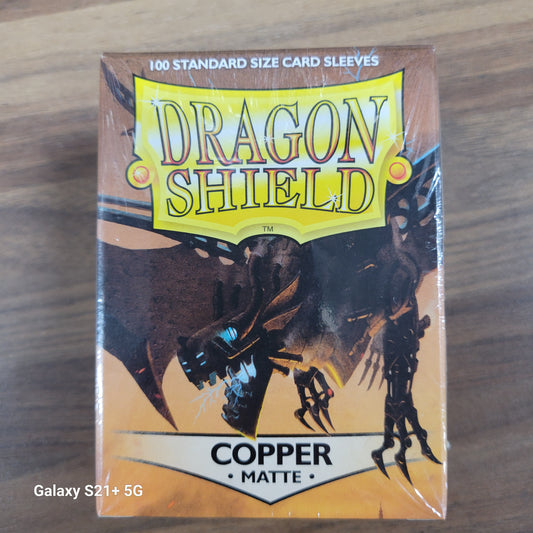 100 STANDARD SIZE CARD SLEEVES
DRAGON
SHIELD
™
COPPER
• MATTE •
Galaxy S21+ 5G